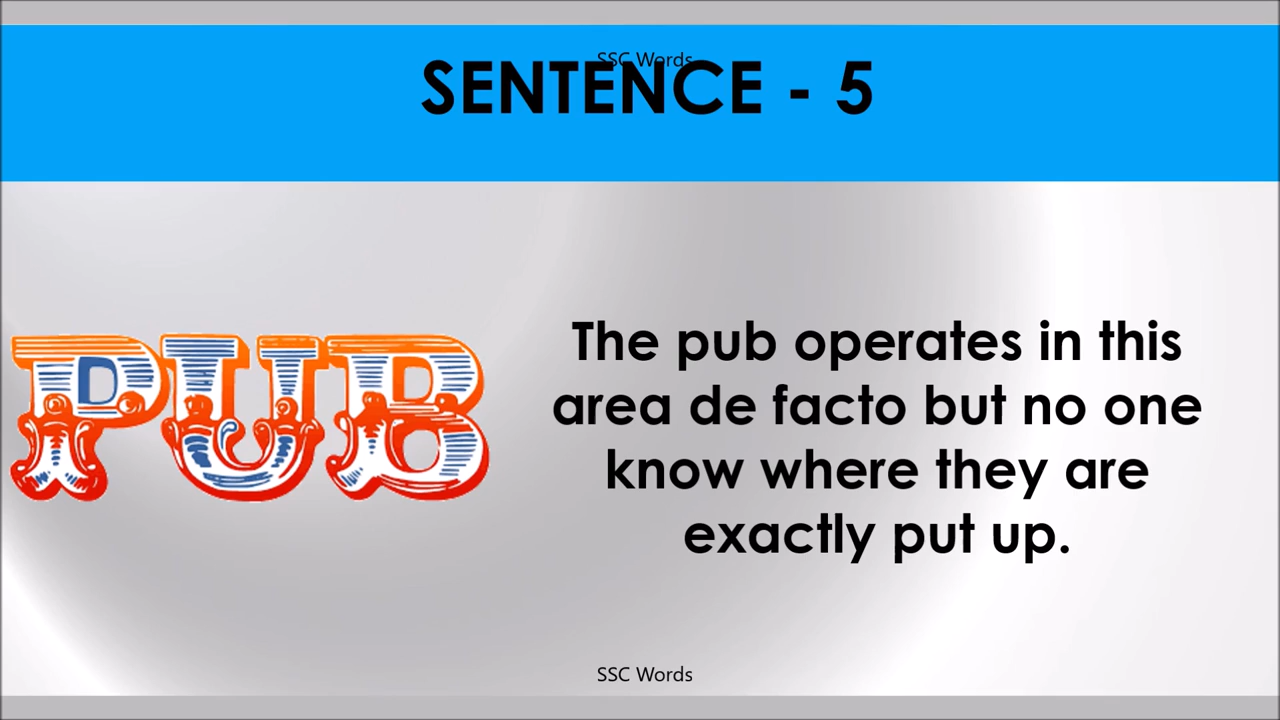 SSC Words
SENTENCE - 5
PUB
The pub operates in this
area de facto but no one
know where they are
exactly put up.
SSC Words